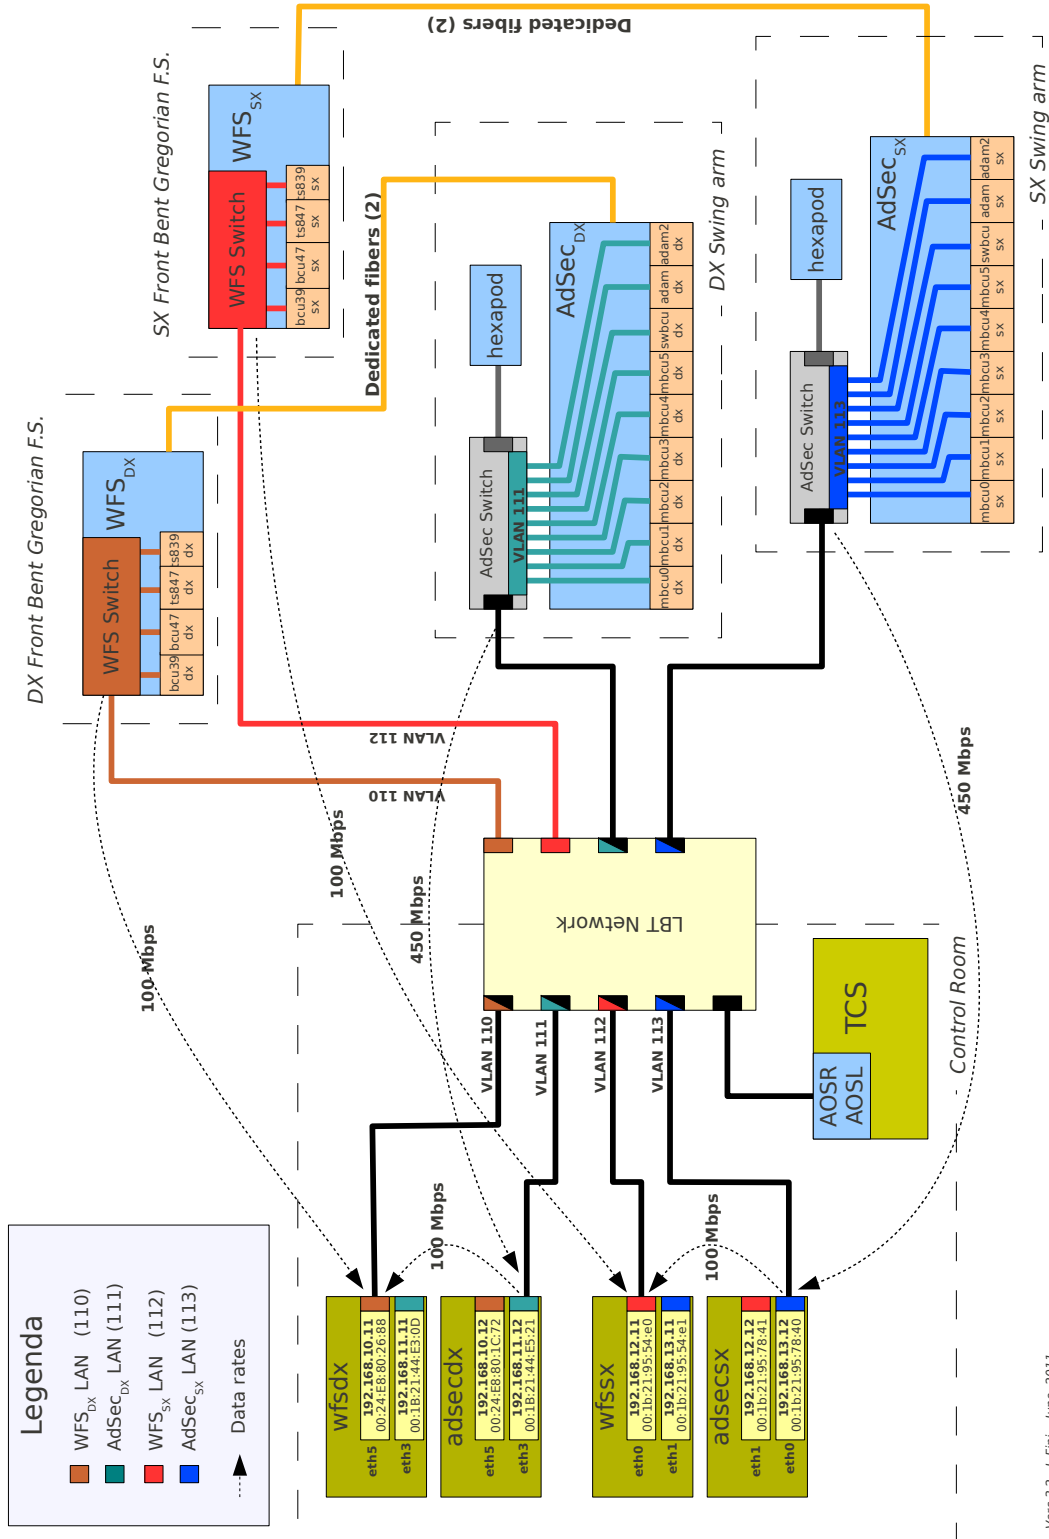 Legenda
WFS DX LAN (110)
AdSec DX LAN (111)
WFS SX LAN (112)
AdSec SX LAN (113)
Data rates
DX Front Bent Gregorian F.S.
WFS DX
WFS Switch
bcu39 dx
bcu47 dx
ts847 dx
ts839 dx
SX Front Bent Gregorian F.S.
WFS SX
WFS Switch
bcu39 sx
bcu47 sx
ts847 sx
ts839 sx
Dedicated fibers (2)
Dedicated fibers (2)
DX Swing arm
hexapod
AdSec Switch
VLAN 111
AdSec DX
mbcu0 dx
mbcu1 dx
mbcu2 dx
mbcu3 dx
mbcu4 dx
mbcu5 dx
swbcu dx
adam dx
adam2 dx
SX Swing arm
hexapod
AdSec Switch
VLAN 113
AdSec SX
mbcu0 sx
mbcu1 sx
mbcu2 sx
mbcu3 sx
mbcu4 sx
mbcu5 sx
swbcu sx
adam sx
adam2 sx
VLAN 110
VLAN 112
100 Mbps
100 Mbps
450 Mbps
450 Mbps
LBT Network
VLAN 110
VLAN 111
VLAN 112
VLAN 113
Control Room
TCS
AOSR
AOSL
100 Mbps
100 Mbps
wfsdx
eth5
192.168.10.11
00:24:E8:80:26:88
eth3
192.168.11.11
00:1B:21:44:E3:0D
adsecdx
eth5
192.168.10.12
00:24:E8:80:1C:72
eth3
192.168.11.12
00:1B:21:44:E5:21
wfssx
eth0
192.168.12.11
00:1b:21:95:54:e0
eth1
192.168.13.11
00:1b:21:95:54:e1
adsecsx
eth1
192.168.12.12
00:1b:21:95:78:41
eth0
192.168.13.12
00:1b:21:95:78:40